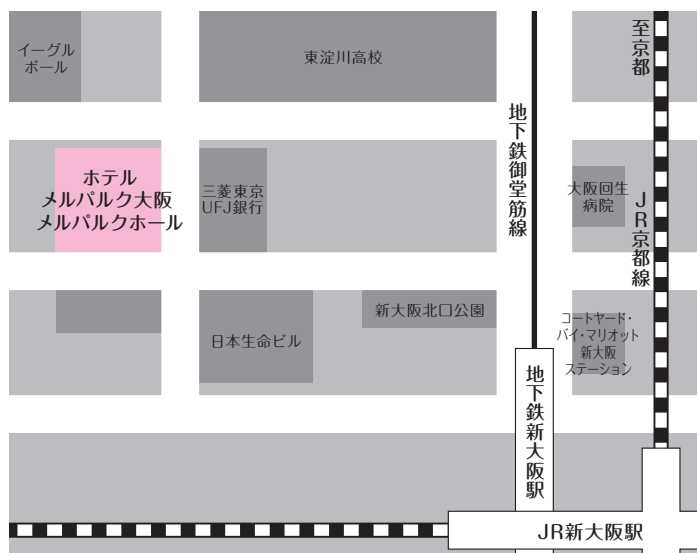 イーグル
ボール
東淀川高校
至京都
地下鉄御堂筋線
ホテル
メルパルク大阪
メルパルクホール
三菱東京
UFJ銀行
大阪回生
病院
JR京都線
新大阪北口公園
日本生命ビル
コートヤード・
バイ・マリオット
新大阪
ステーション
地下鉄新大阪駅
JR新大阪駅